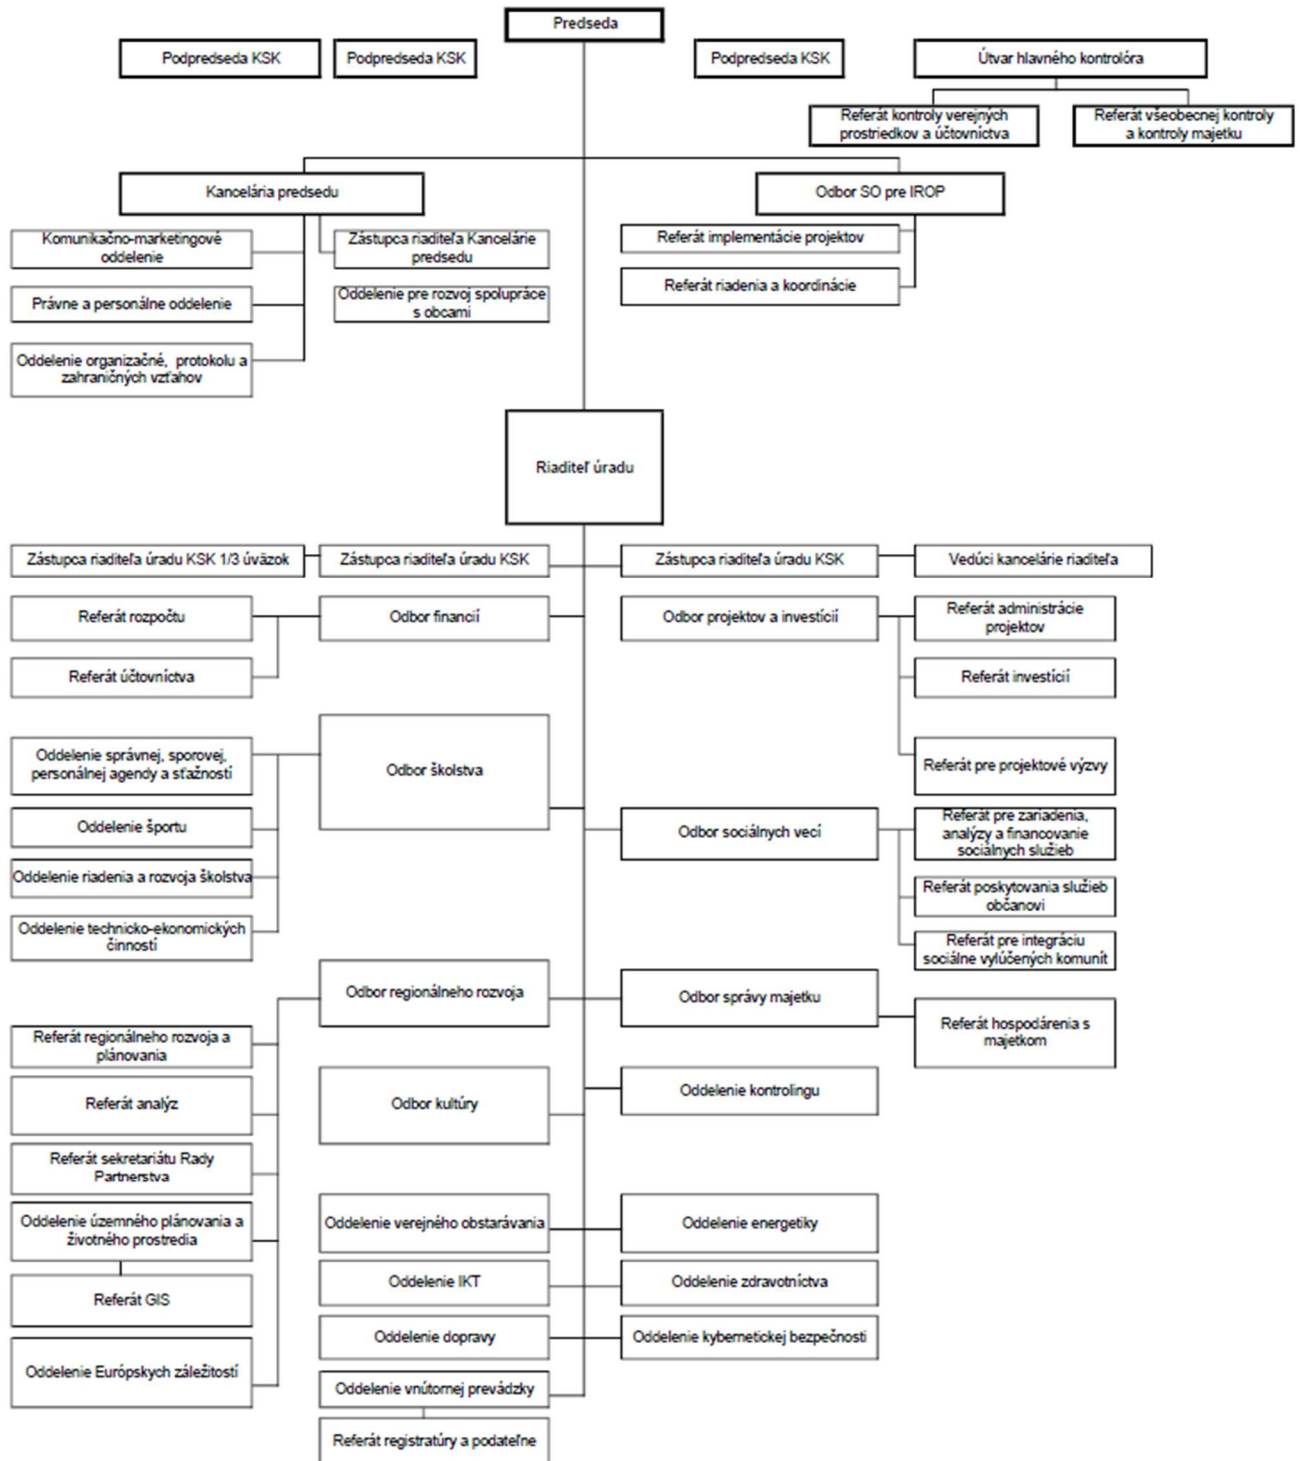 Predseda
Podpredseda KSK
Podpredseda KSK
Podpredseda KSK
Útvar hlavného kontrolóra
Referát kontroly verejných
prostriedkov a účtovníctva
Referát všeobecnej kontroly
a kontroly majetku
Kancelária predsedu
Odbor SO pre IROP
Komunikačno-marketingové
oddelenie
Zástupca riaditeľa Kancelárie
predsedu
Referát implementácie projektov
Právne a personálne oddelenie
Oddelenie pre rozvoj spolupráce
s obcami
Referát riadenia a koordinácie
Oddelenie organizačné, protokolu a
zahraničných vzťahov
Riaditeľ úradu
Zástupca riaditeľa úradu KSK 1/3 úväzok
Zástupca riaditeľa úradu KSK
Zástupca riaditeľa úradu KSK
Vedúci kancelárie riaditeľa
Referát rozpočtu
Odbor financií
Odbor projektov a investícií
Referát administrácie
projektov
Referát účtovníctva
Referát investícií
Oddelenie správnej, sporovej,
personálnej agendy a sťažností
Odbor školstva
Referát pre projektové výzvy
Oddelenie športu
Odbor sociálnych vecí
Referát pre zariadenia,
analýzy a financovanie
sociálnych služieb
Oddelenie riadenia a rozvoja školstva
Referát poskytovania služieb
občanovi
Oddelenie technicko-ekonomických
činností
Referát pre integráciu
sociálne vylúčených komunít
Odbor regionálneho rozvoja
Odbor správy majetku
Referát hospodárenia s
majetkom
Referát regionálneho rozvoja a
plánovania
Referát analýz
Odbor kultúry
Oddelenie kontrolingu
Referát sekretariátu Rady
Partnerstva
Oddelenie územného plánovania a
životného prostredia
Oddelenie verejného obstarávania
Oddelenie energetiky
Referát GIS
Oddelenie IKT
Oddelenie zdravotníctva
Oddelenie dopravy
Oddelenie kybernetickej bezpečnosti
Oddelenie Európskych záležitostí
Oddelenie vnútornej prevádzky
Referát registratúry a podateľne